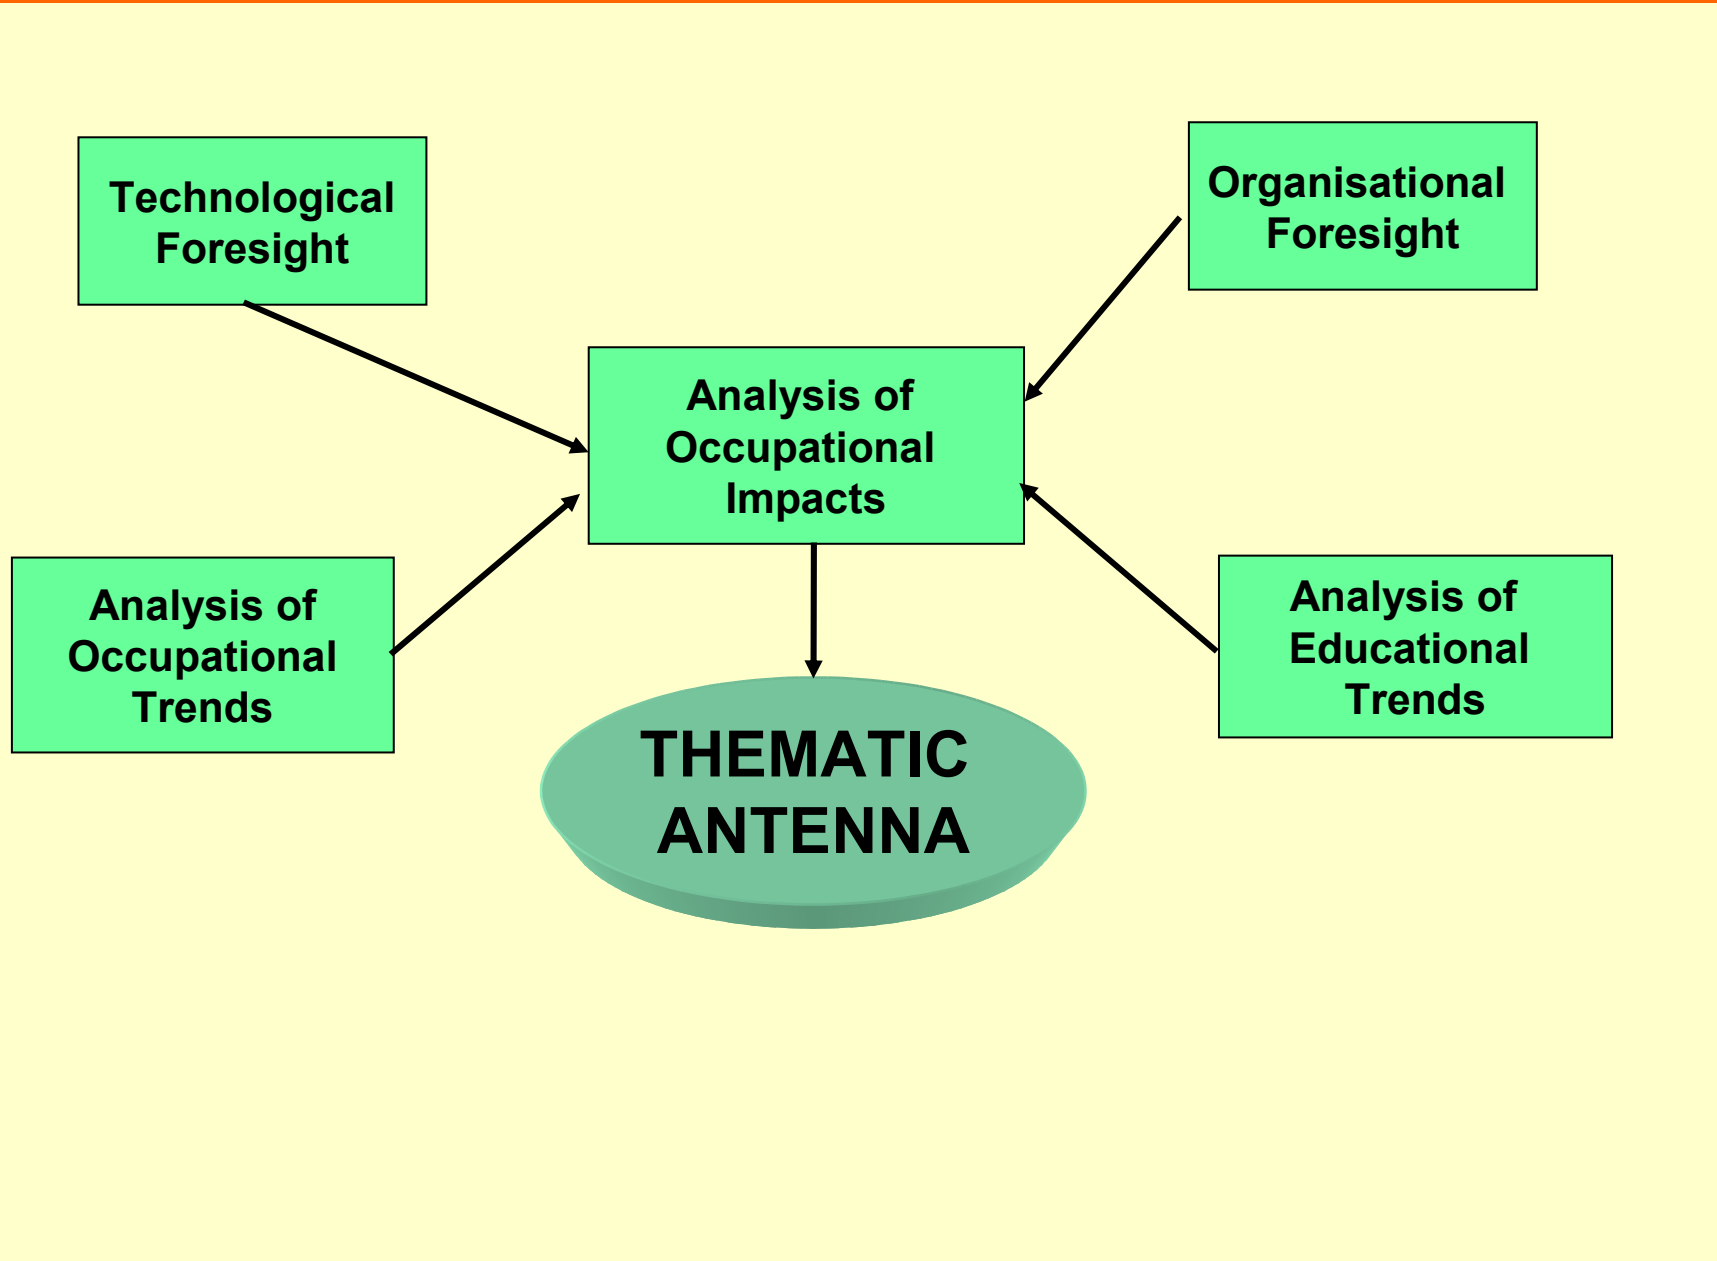 Technological
Foresight
Organisational
Foresight
Analysis of
Occupational
Impacts
Analysis of
Occupational
Trends
Analysis of
Educational
Trends
THEMATIC
ANTENNA